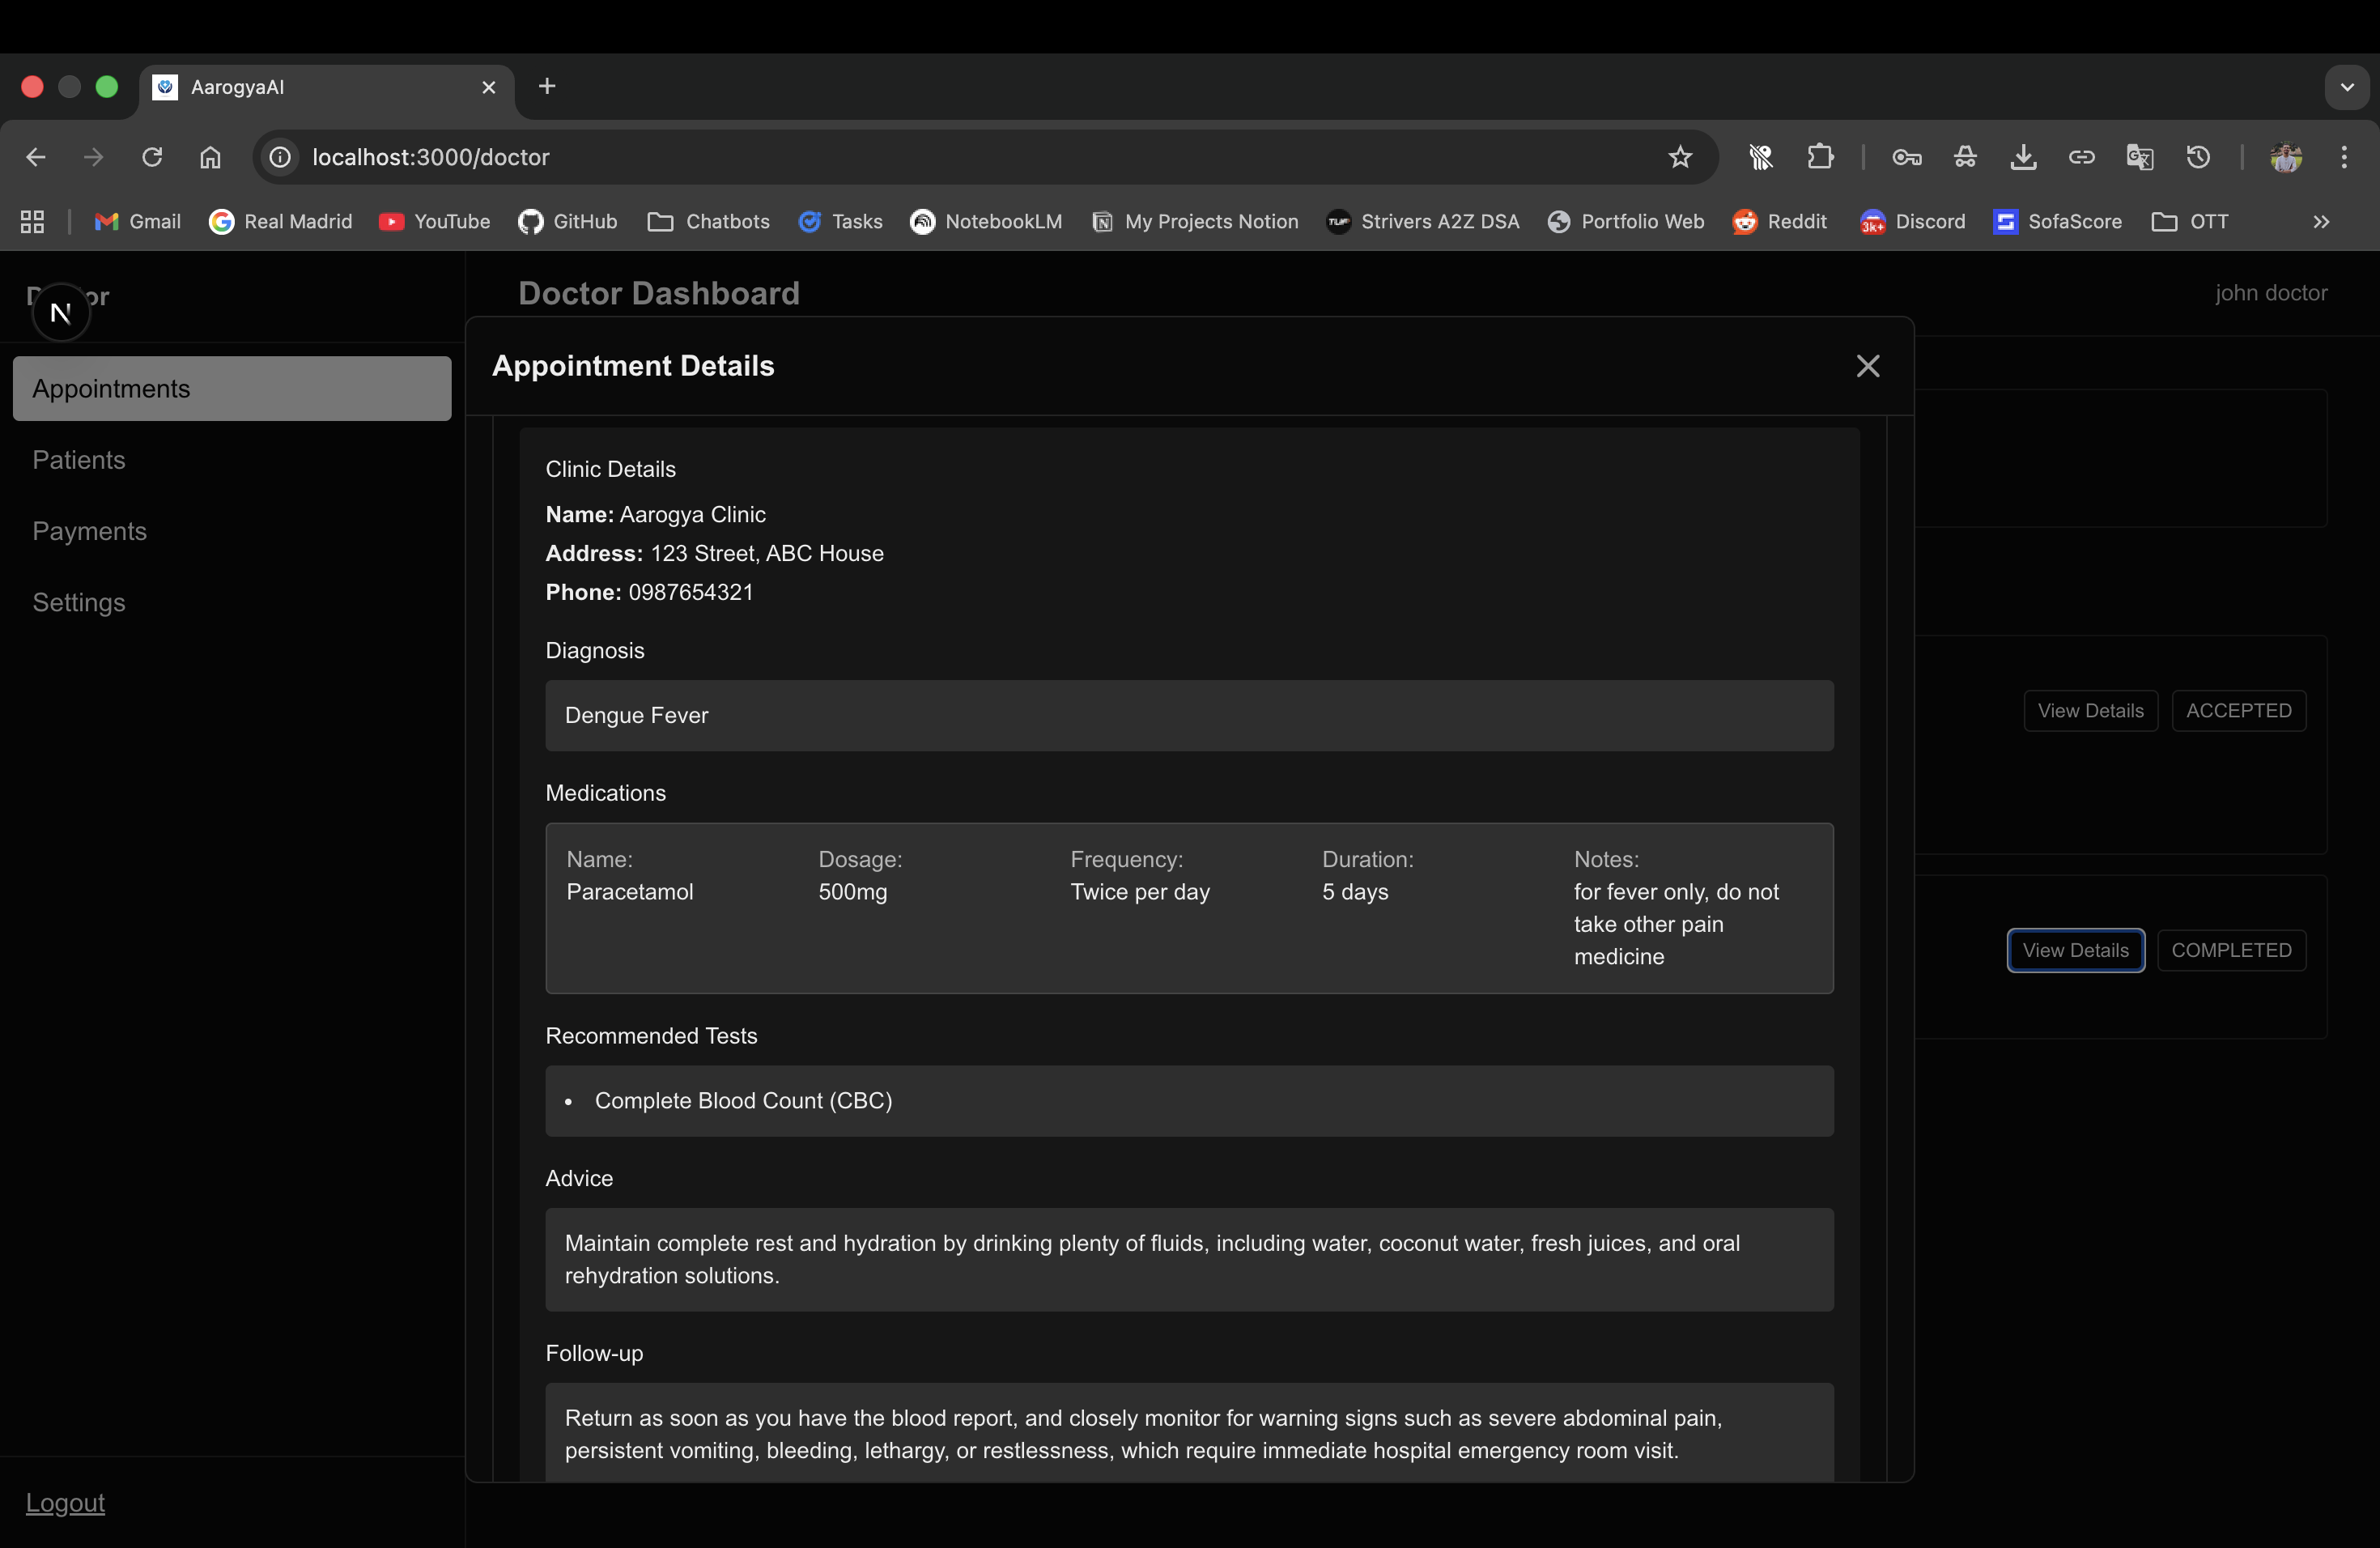 AarogyaAI
localhost:3000/doctor
Gmail
Real Madrid
YouTube
GitHub
Chatbots
Tasks
NotebookLM
My Projects Notion
TUF
Strivers A2Z DSA
Portfolio Web
Reddit
3k+
Discord
SofaScore
OTT
N
Doctor Dashboard
john doctor
Appointments
Patients
Payments
Settings
Logout
Appointment Details
Clinic Details
Name: Aarogya Clinic
Address: 123 Street, ABC House
Phone: 0987654321
Diagnosis
Dengue Fever
Medications
Name: Dosage: Frequency: Duration: Notes:
Paracetamol 500mg Twice per day 5 days for fever only, do not
take other pain
medicine
Recommended Tests
• Complete Blood Count (CBC)
Advice
Maintain complete rest and hydration by drinking plenty of fluids, including water, coconut water, fresh juices, and oral
rehydration solutions.
Follow-up
Return as soon as you have the blood report, and closely monitor for warning signs such as severe abdominal pain,
persistent vomiting, bleeding, lethargy, or restlessness, which require immediate hospital emergency room visit.
View Details ACCEPTED
View Details COMPLETED